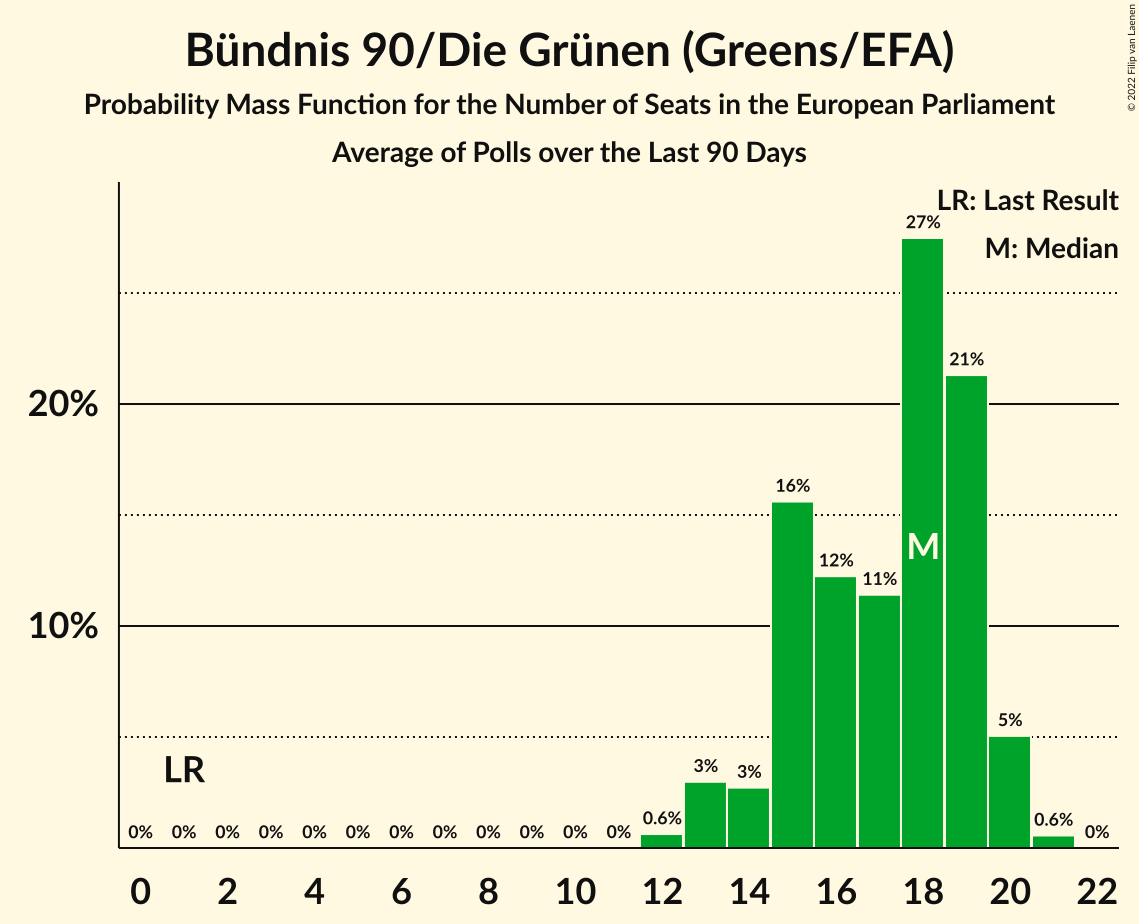 Bündnis 90/Die Grünen (Greens/EFA)
Probability Mass Function for the Number of Seats in the European Parliament
Average of Polls over the Last 90 Days
© 2022 Filip van Laenen
LR: Last Result
M: Median
27%
21%
20%
16%
M
12%
11%
10%
5%
LR
3%
3%
0% 0% 0% 0% 0% 0% 0% 0% 0% 0% 0% 0% 0.6% 0.6% 0%
0 2 4 6 8 10 12 14 16 18 20 22